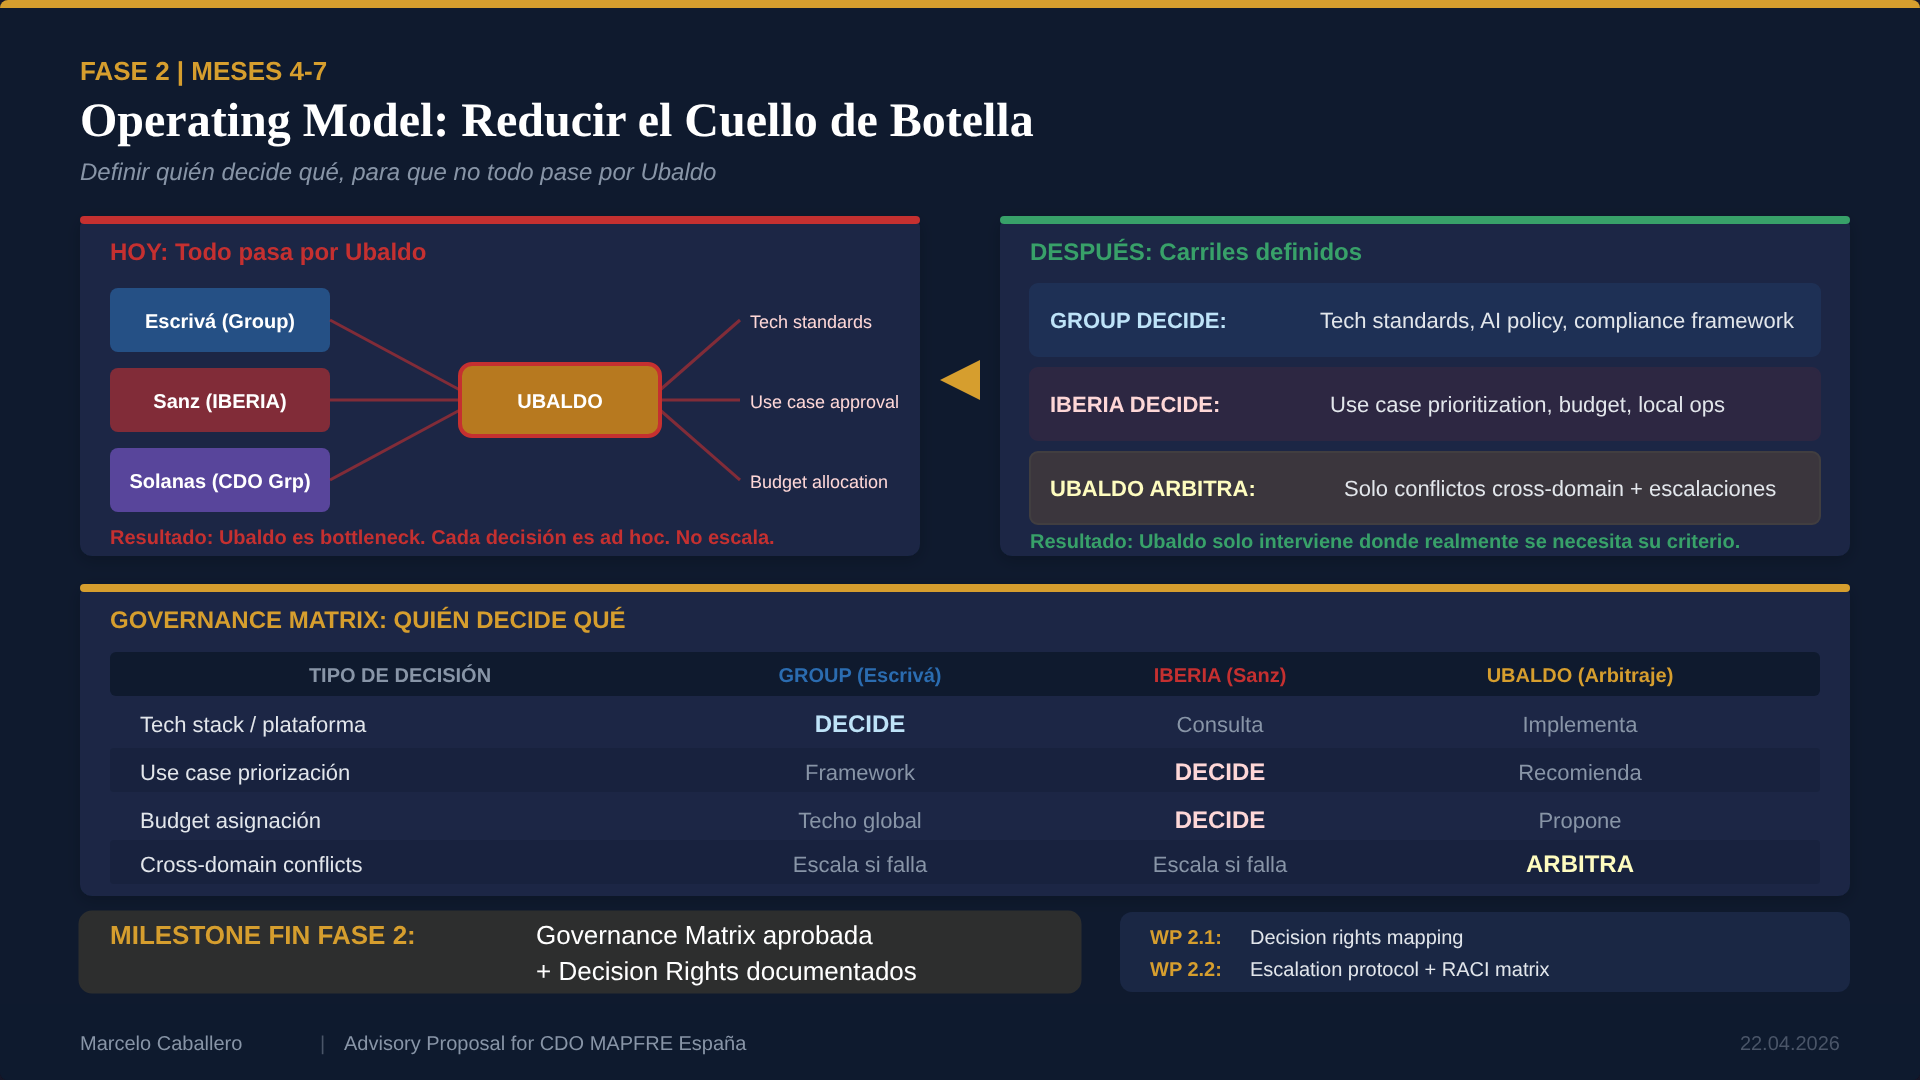 FASE 2 | MESES 4-7
Operating Model: Reducir el Cuello de Botella
Definir quién decide qué, para que no todo pase por Ubaldo
HOY: Todo pasa por Ubaldo
Escrivá (Group)
Sanz (IBERIA)
Solanas (CDO Grp)
UBALDO
Tech standards
Use case approval
Budget allocation
Resultado: Ubaldo es bottleneck. Cada decisión es ad hoc. No escala.
DESPUÉS: Carriles definidos
GROUP DECIDE: Tech standards, AI policy, compliance framework
IBERIA DECIDE: Use case prioritization, budget, local ops
UBALDO ARBITRA: Solo conflictos cross-domain + escalaciones
Resultado: Ubaldo solo interviene donde realmente se necesita su criterio.
GOVERNANCE MATRIX: QUIÉN DECIDE QUÉ
TIPO DE DECISIÓN GROUP (Escrivá) IBERIA (Sanz) UBALDO (Arbitraje)
Tech stack / plataforma DECIDE Consulta Implementa
Use case priorización Framework DECIDE Recomienda
Budget asignación Techo global DECIDE Propone
Cross-domain conflicts Escala si falla Escala si falla ARBITRA
MILESTONE FIN FASE 2: Governance Matrix aprobada
+ Decision Rights documentados
WP 2.1: Decision rights mapping
WP 2.2: Escalation protocol + RACI matrix
Marcelo Caballero | Advisory Proposal for CDO MAPFRE España
22.04.2026